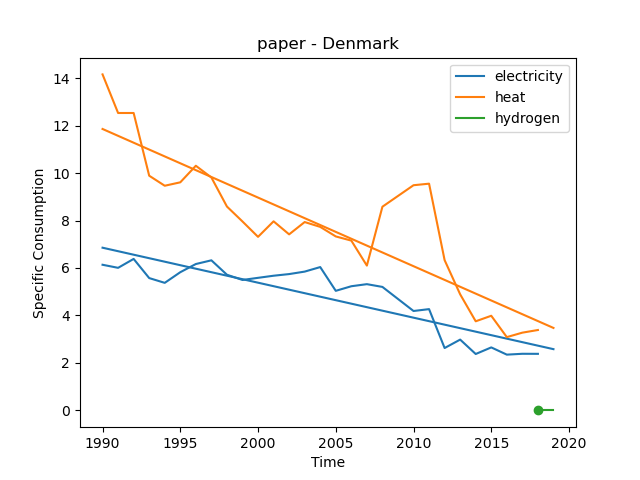 paper - Denmark
electricity
heat
hydrogen
Specific Consumption
14
12
10
8
6
4
2
0
1990 1995 2000 2005 2010 2015 2020
Time